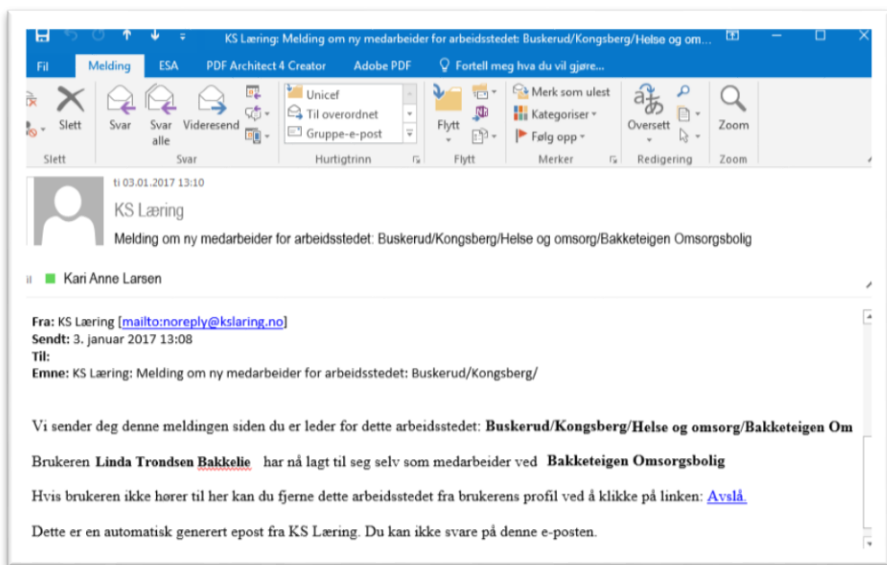 KS Læring: Melding om ny medarbeider for arbeidsstedet: Buskerud/Kongsberg/Helse og om...
Fil Melding ESA PDF Architect 4 Creator Adobe PDF Fortell meg hva du vil gjøre...
Slett Svar Svar alle Videresend Unicef Til overordnet Gruppe-e-post Flytt Merk som ulest Kategoriser Følg opp Oversett Zoom
Slett Svar Hurtigtrinn Flytt Merker Redigering Zoom
ti 03.01.2017 13:10
KS Læring
Melding om ny medarbeider for arbeidsstedet: Buskerud/Kongsberg/Helse og omsorg/Bakketeigen Omsorgsbolig
Kari Anne Larsen
Fra: KS Læring [mailto:noreply@kslaring.no]
Sendt: 3. januar 2017 13:08
Til:
Emne: KS Læring: Melding om ny medarbeider for arbeidsstedet: Buskerud/Kongsberg/
Vi sender deg denne meldingen siden du er leder for dette arbeidsstedet: Buskerud/Kongsberg/Helse og omsorg/Bakketeigen Om
Brukeren Linda Trondsen Bakkelie har nå lagt til seg selv som medarbeider ved Bakketeigen Omsorgsbolig
Hvis brukeren ikke hører til her kan du fjerne dette arbeidsstedet fra brukerens profil ved å klikke på linken: Avslå.
Dette er en automatisk generert epost fra KS Læring. Du kan ikke svare på denne e-posten.